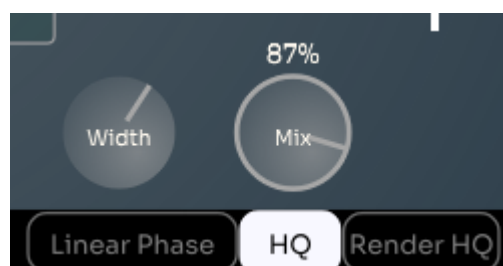 87%
Width
Mix
Linear Phase
HQ
Render HQ